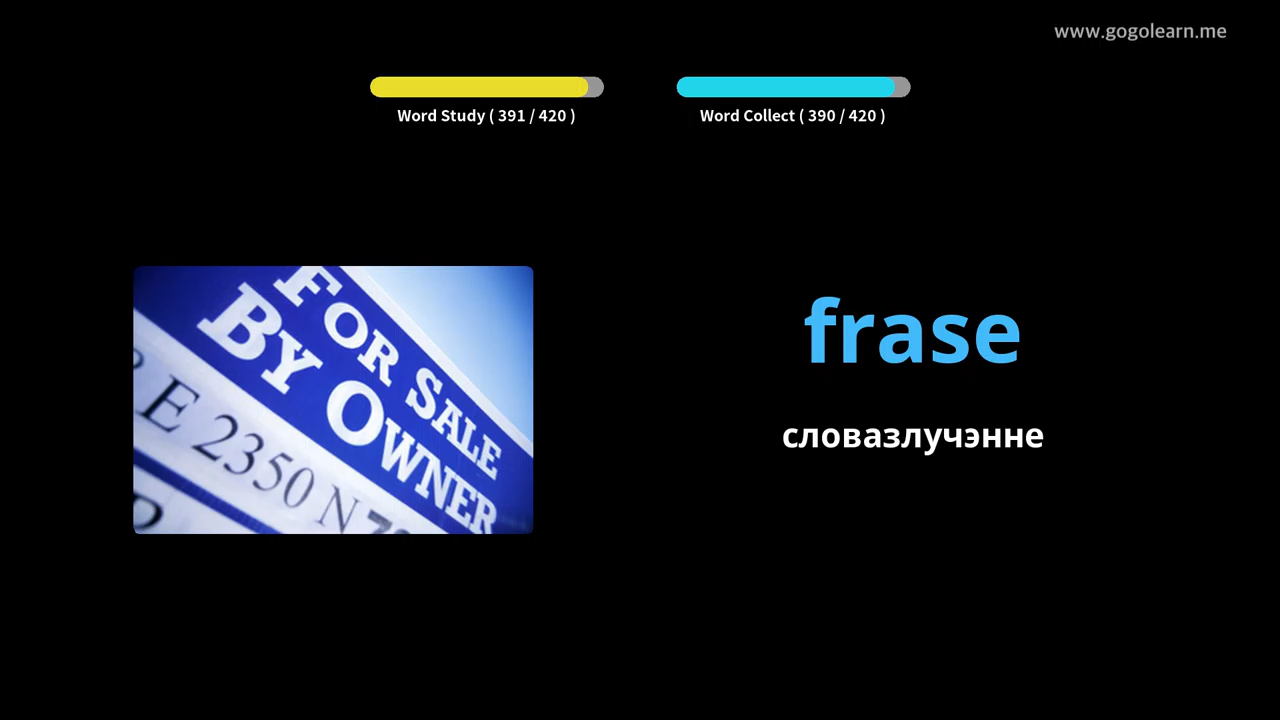 www.gogolearn.me
Word Study ( 391 / 420 )
Word Collect ( 390 / 420 )
FOR SALE
BY OWNER
E 2350 N
frase
словазлучэнне